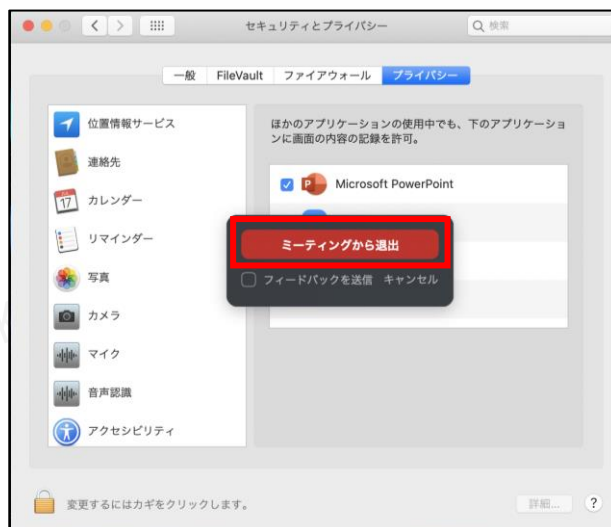 セキュリティとプライバシー
検索
一般 FileVault ファイアウォール プライバシー
位置情報サービス
連絡先
カレンダー
リマインダー
写真
カメラ
マイク
音声認識
アクセシビリティ
ほかのアプリケーションの使用中でも、下のアプリケーショ
ンに画面の内容の記録を許可。
Microsoft PowerPoint
ミーティングから退出
フィードバックを送信 キャンセル
変更するにはカギをクリックします。
詳細...
?
17